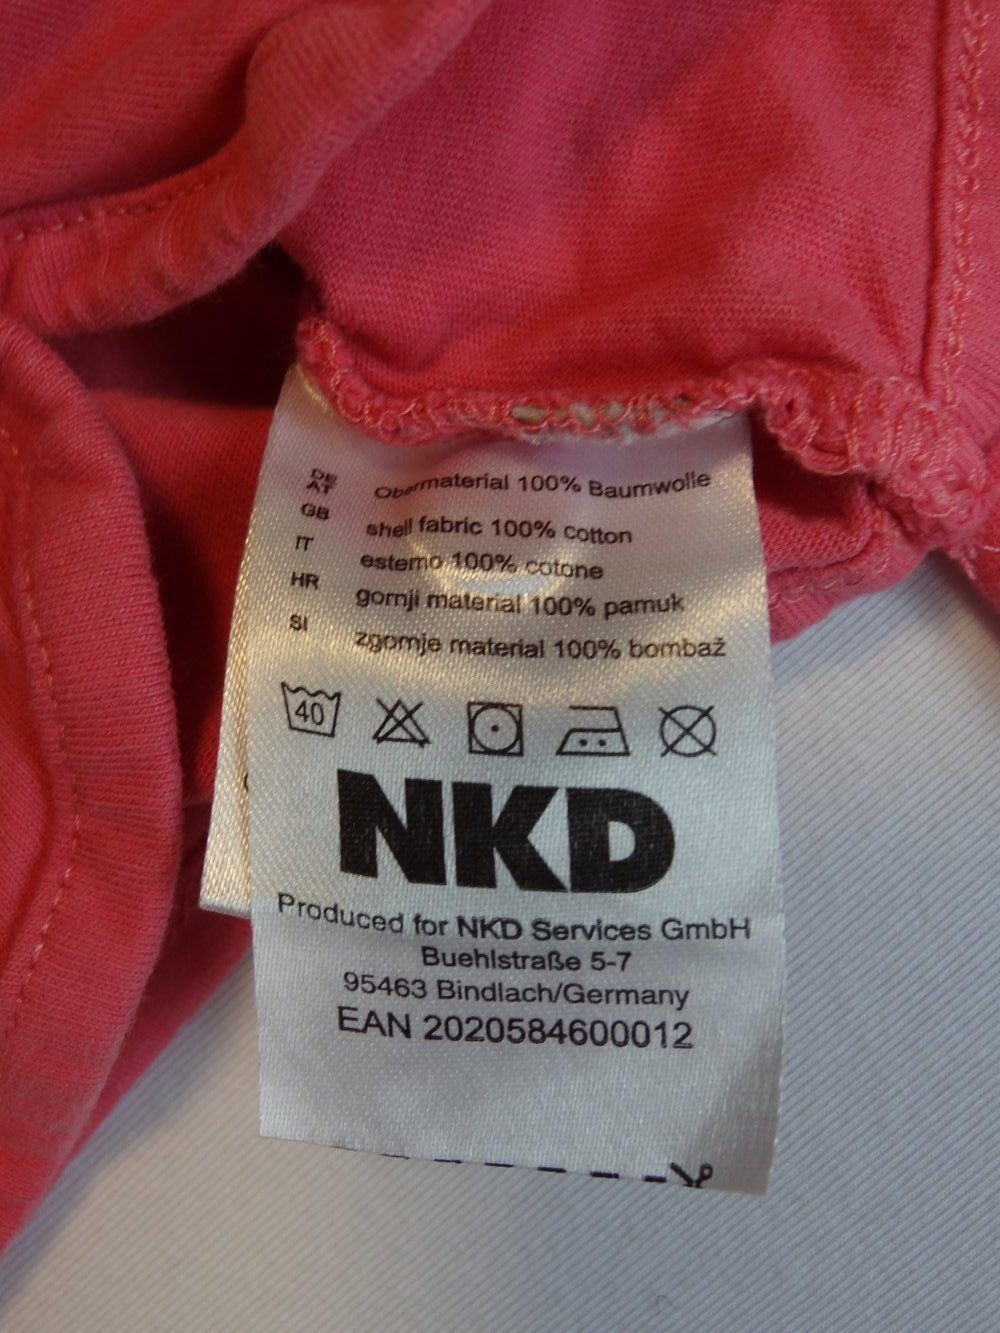 DE
AT
Obermaterial 100% Baumwolle
GB shell fabric 100% cotton
IT esterno 100% cotone
HR gornji material 100% pamuk
SI zgornje material 100% bombaž
40
NKD
Produced for NKD Services GmbH
Buehlstraße 5-7
95463 Bindlach/Germany
EAN 2020584600012